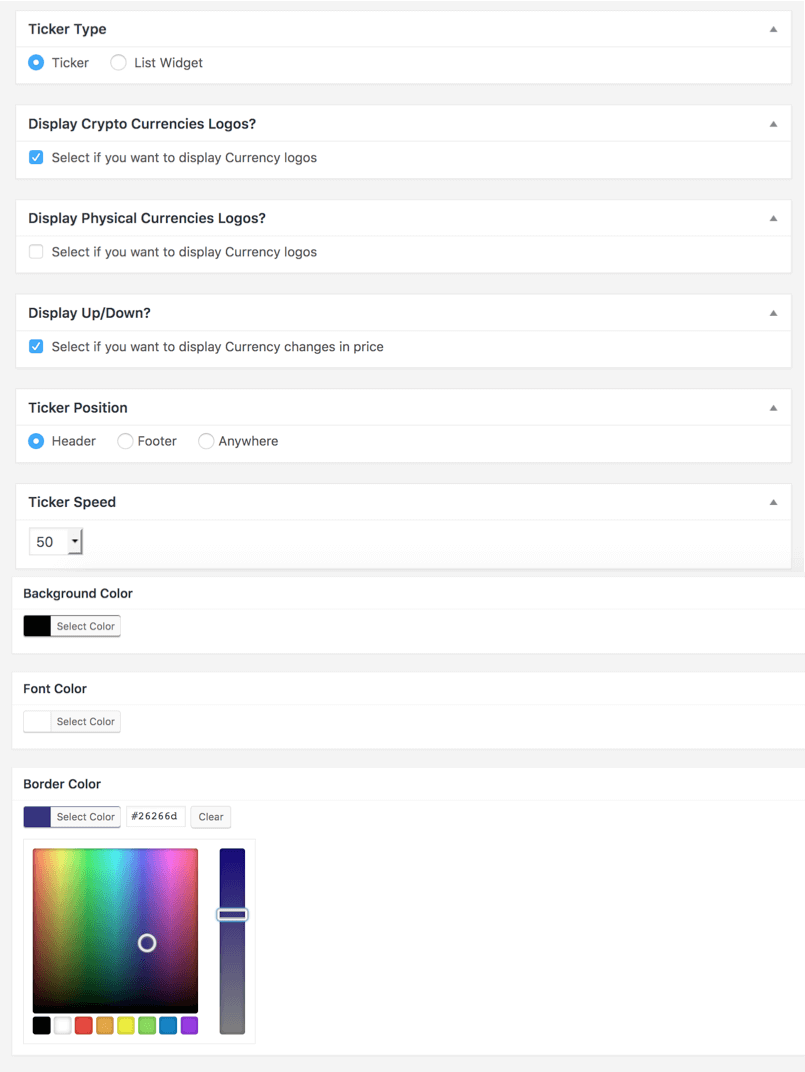 Ticker Type
Ticker List Widget
Display Crypto Currencies Logos?
Select if you want to display Currency logos
Display Physical Currencies Logos?
Select if you want to display Currency logos
Display Up/Down?
Select if you want to display Currency changes in price
Ticker Position
Header Footer Anywhere
Ticker Speed
50
Background Color
Select Color
Font Color
Select Color
Border Color
Select Color #26266d Clear